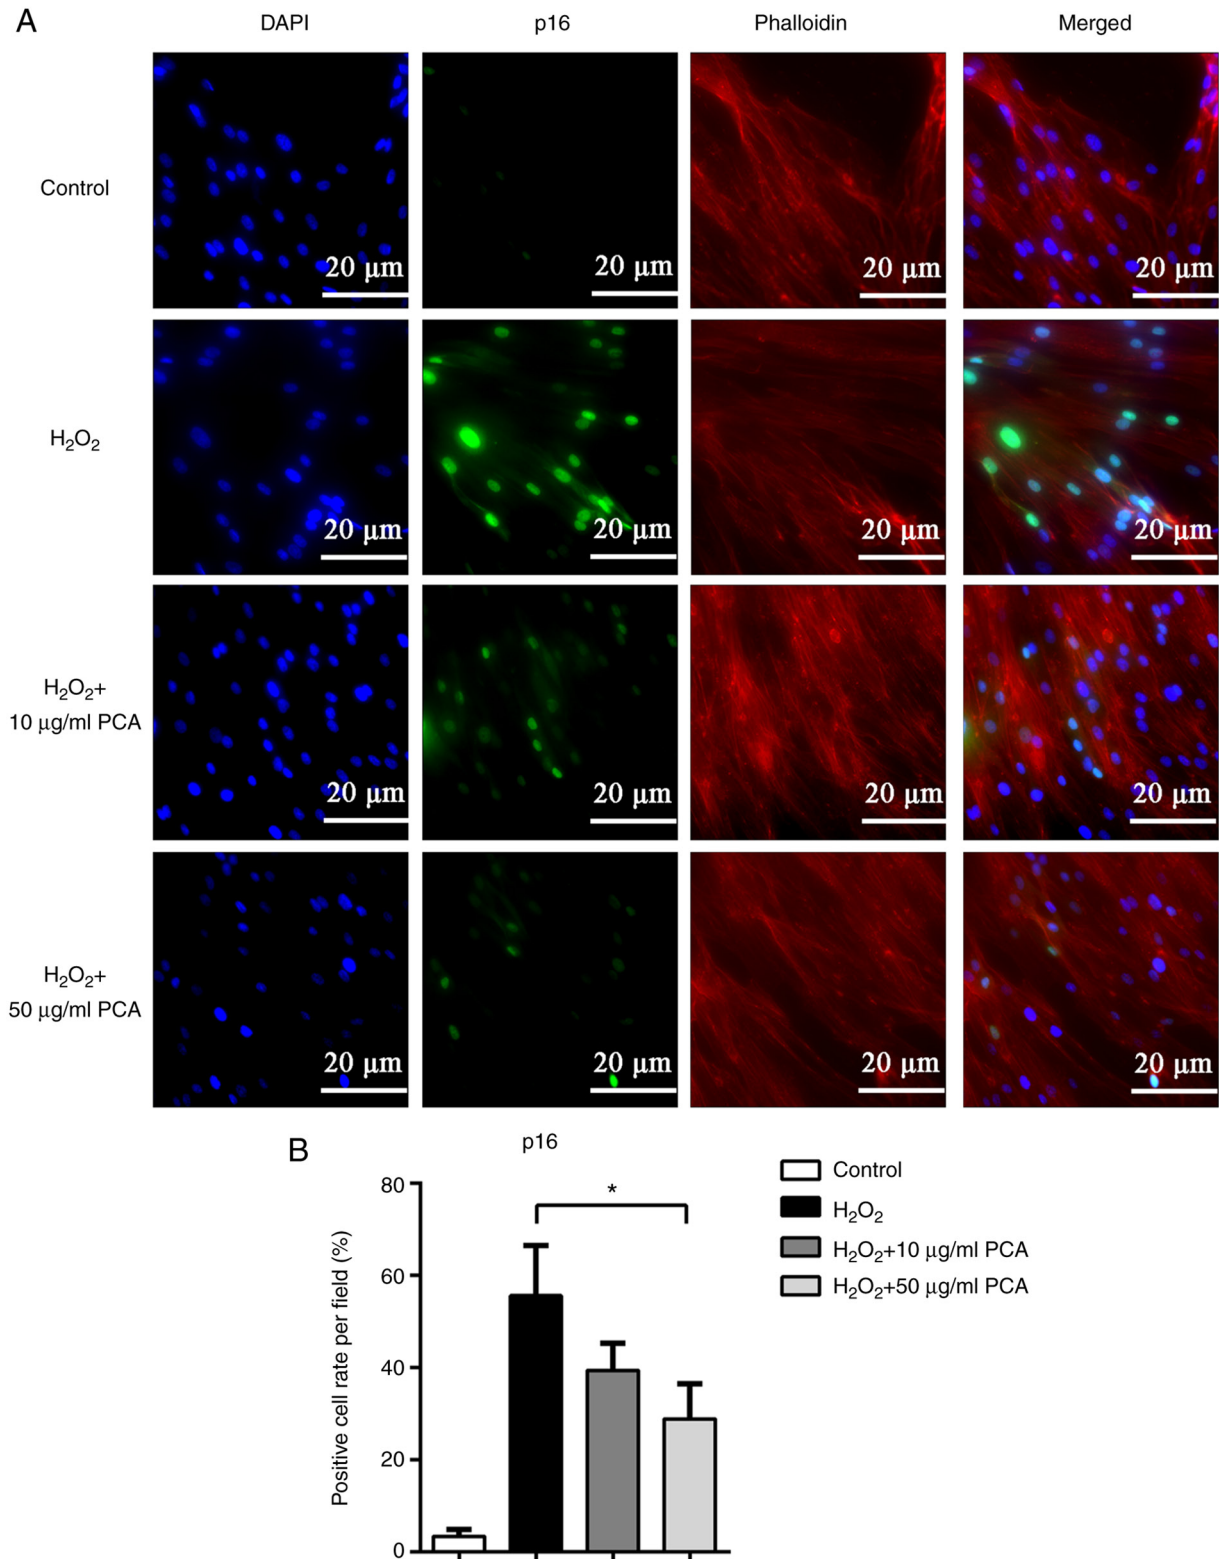 A
DAPI p16 Phalloidin Merged
Control
20 µm 20 µm 20 µm 20 µm
H₂O₂
20 µm 20 µm 20 µm 20 µm
H₂O₂+
10 µg/ml PCA
20 µm 20 µm 20 µm 20 µm
H₂O₂+
50 µg/ml PCA
20 µm 20 µm 20 µm 20 µm
B
p16
Positive cell rate per field (%)
80
60
40
20
0
*
Control
H₂O₂
H₂O₂+10 µg/ml PCA
H₂O₂+50 µg/ml PCA